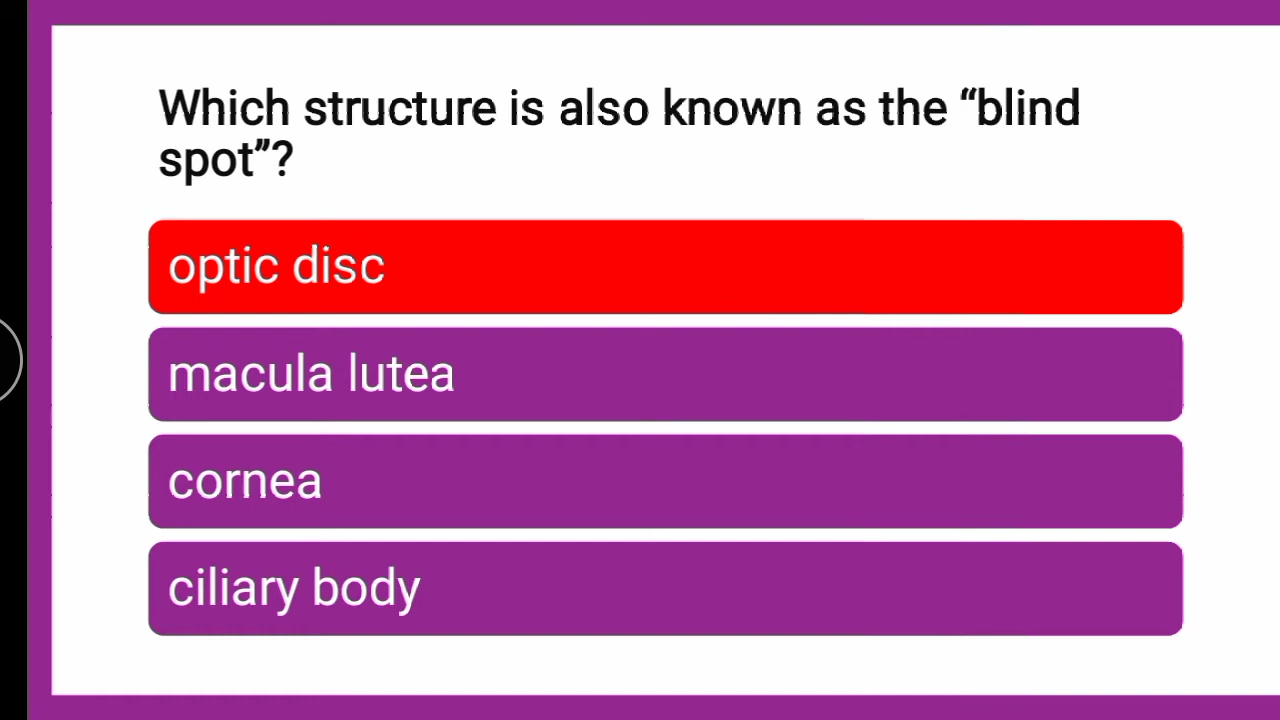 Which structure is also known as the “blind
spot”?
optic disc
macula lutea
cornea
ciliary body